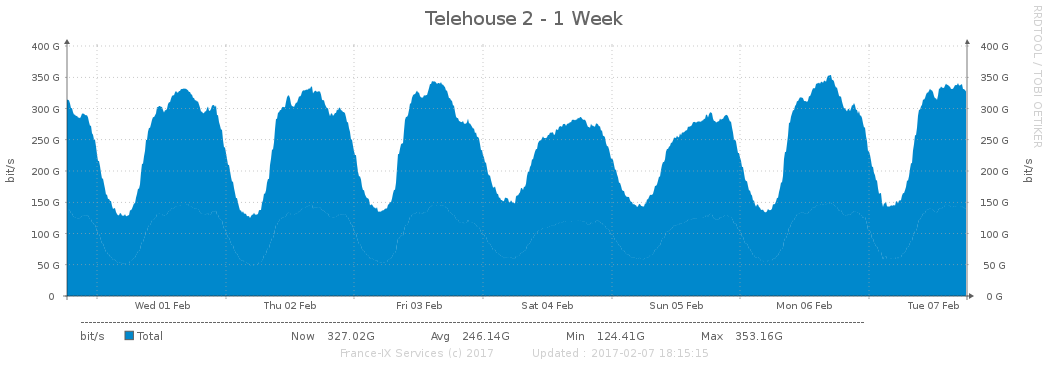 Telehouse 2 - 1 Week
RRDTOOL / TOBI OETIKER
400 G 400 G
350 G 350 G
300 G 300 G
250 G 250 G
200 G 200 G
150 G 150 G
100 G 100 G
50 G 50 G
0 0 G
bit/s bit/s
Wed 01 Feb Thu 02 Feb Fri 03 Feb Sat 04 Feb Sun 05 Feb Mon 06 Feb Tue 07 Feb
bit/s Total Now 327.02G Avg 246.14G Min 124.41G Max 353.16G
France-IX Services (c) 2017 Updated : 2017-02-07 18:15:15